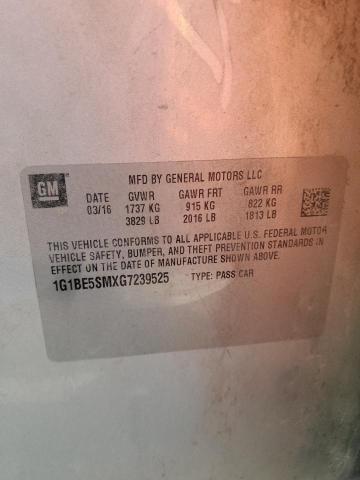 GM
MFD BY GENERAL MOTORS LLC
DATE GVWR GAWR FRT GAWR RR
03/16 1737 KG 915 KG 822 KG
3829 LB 2016 LB 1813 LB
THIS VEHICLE CONFORMS TO ALL APPLICABLE U.S. FEDERAL MOTOR
VEHICLE SAFETY, BUMPER, AND THEFT PREVENTION STANDARDS IN
EFFECT ON THE DATE OF MANUFACTURE SHOWN ABOVE.
1G1BE5SMXG7239525 TYPE: PASS CAR